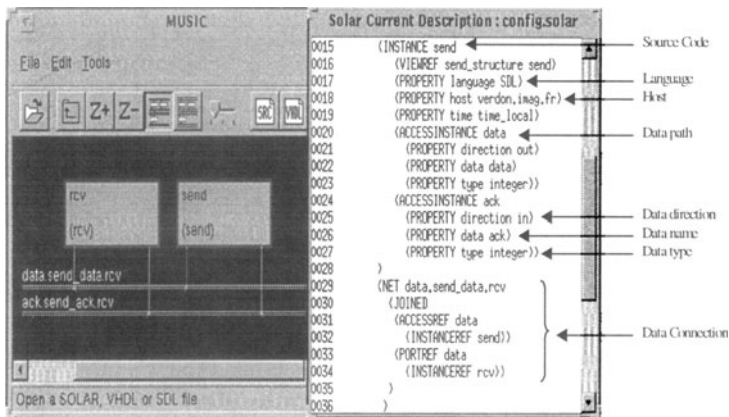 MUSIC
File Edit Tools
Z+ Z- SRC VHDL
rcv
(rcv)
send
(send)
data.send_data.rcv
ack.send_ack.rcv
Open a SOLAR, VHDL or SDL file
Solar Current Description : config.solar
0015 (INSTANCE send
0016 (VIEWREF send_structure send)
0017 (PROPERTY language SDL)
0018 (PROPERTY host verdon.imag.fr)
0019 (PROPERTY time time_local)
0020 (ACCESSINSTANCE data
0021 (PROPERTY direction out)
0022 (PROPERTY data data)
0023 (PROPERTY type integer))
0024 (ACCESSINSTANCE ack
0025 (PROPERTY direction in)
0026 (PROPERTY data ack)
0027 (PROPERTY type integer))
0028 )
0029 (NET data.send_data.rcv
0030 (JOINED
0031 (ACCESSREF data
0032 (INSTANCEREF send))
0033 (PORTREF data
0034 (INSTANCEREF rcv))
0035 )
0036 )
Source Code
Language
Host
Data path
Data direction
Data name
Data type
Data Connection